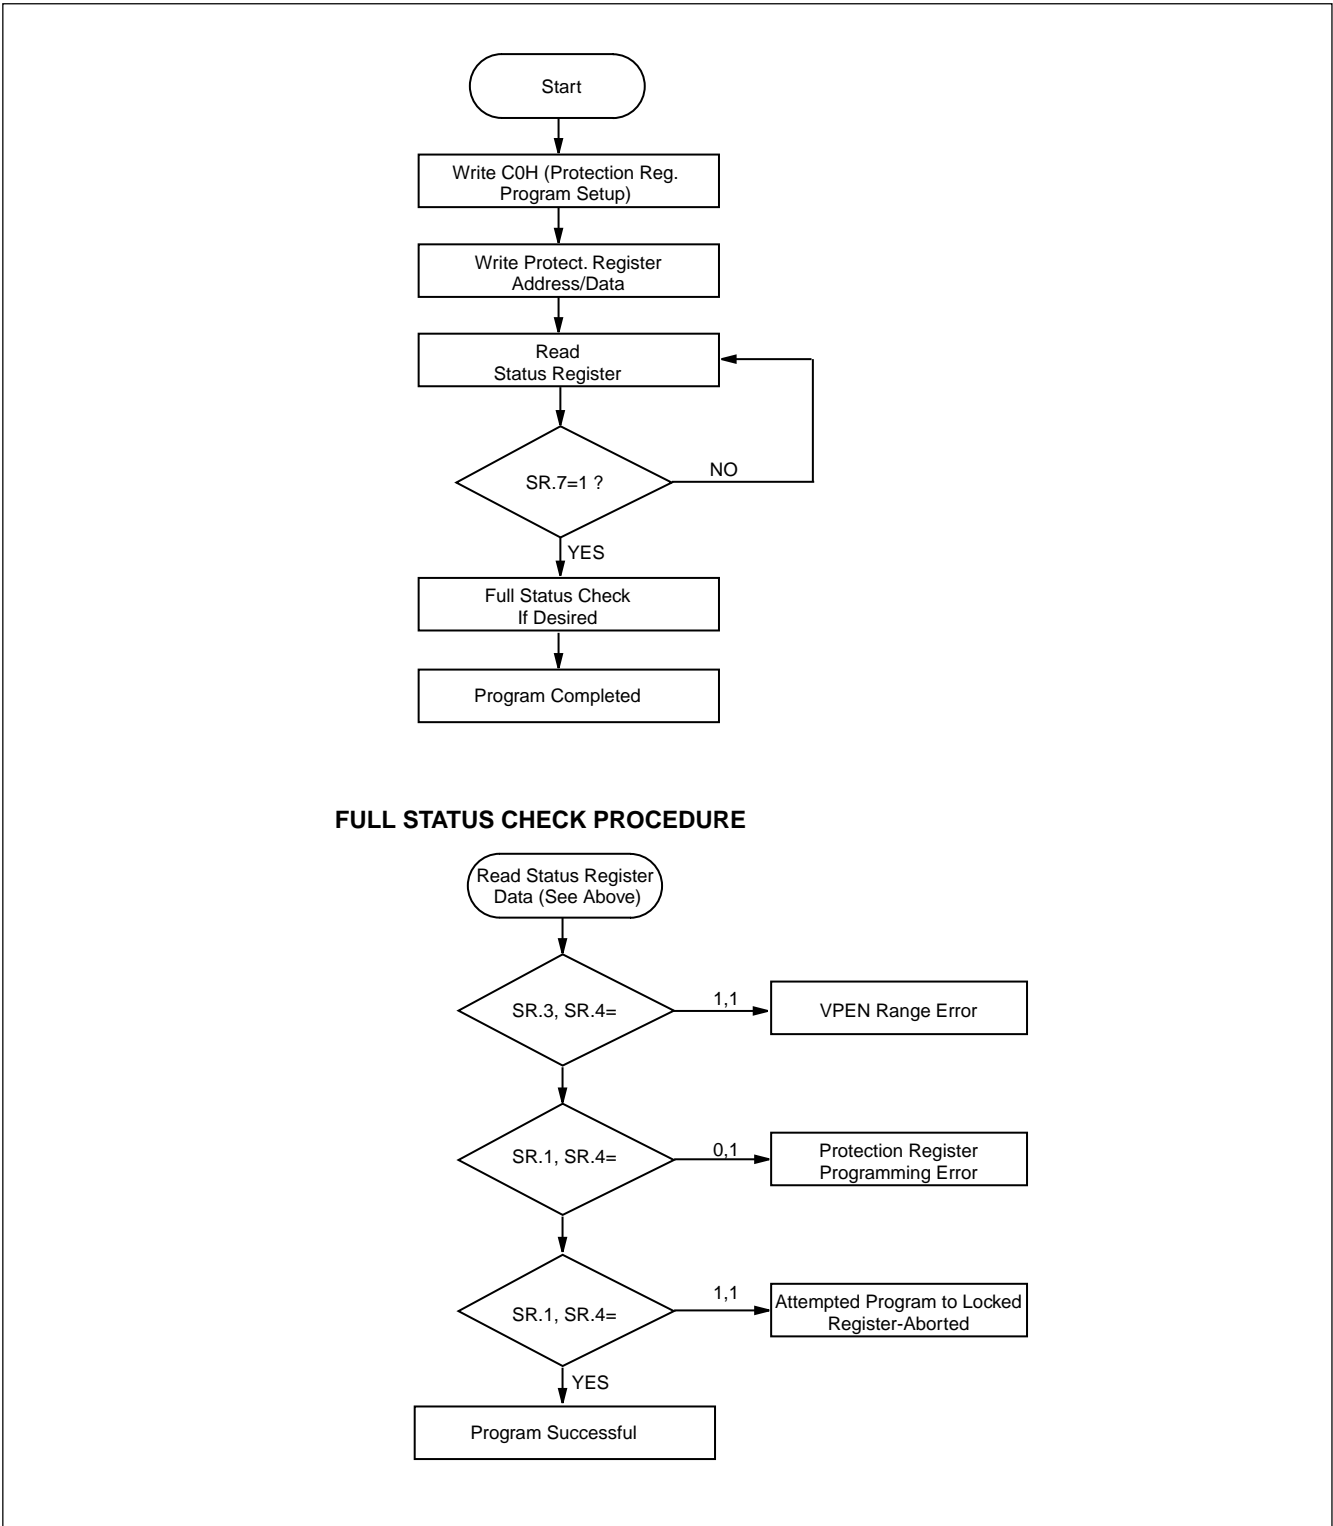 Start
Write C0H (Protection Reg.
Program Setup)
Write Protect. Register
Address/Data
Read
Status Register
SR.7=1 ?
NO
YES
Full Status Check
If Desired
Program Completed
FULL STATUS CHECK PROCEDURE
Read Status Register
Data (See Above)
SR.3, SR.4=
1,1
VPEN Range Error
SR.1, SR.4=
0,1
Protection Register
Programming Error
SR.1, SR.4=
1,1
Attempted Program to Locked
Register-Aborted
YES
Program Successful